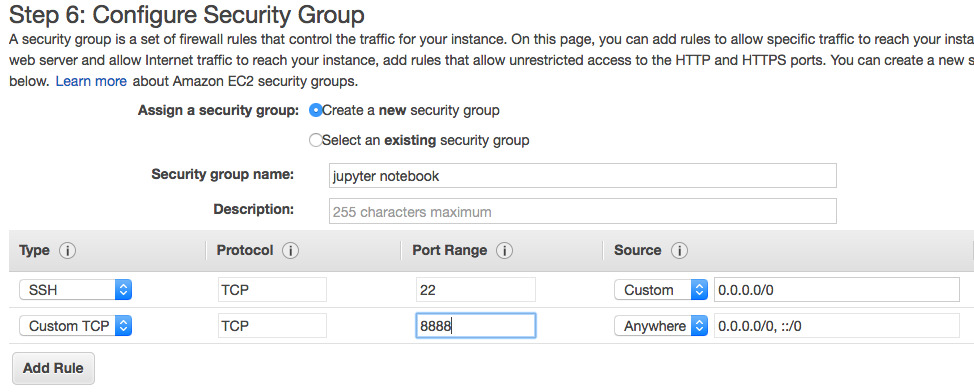 Step 6: Configure Security Group
A security group is a set of firewall rules that control the traffic for your instance. On this page, you can add rules to allow specific traffic to reach your insta
web server and allow Internet traffic to reach your instance, add rules that allow unrestricted access to the HTTP and HTTPS ports. You can create a new s
below. Learn more about Amazon EC2 security groups.
Assign a security group: Create a new security group
Select an existing security group
Security group name: jupyter notebook
Description: 255 characters maximum
Type i Protocol i Port Range i Source i
SSH TCP 22 Custom 0.0.0.0/0
Custom TCP TCP 8888 Anywhere 0.0.0.0/0, ::/0
Add Rule